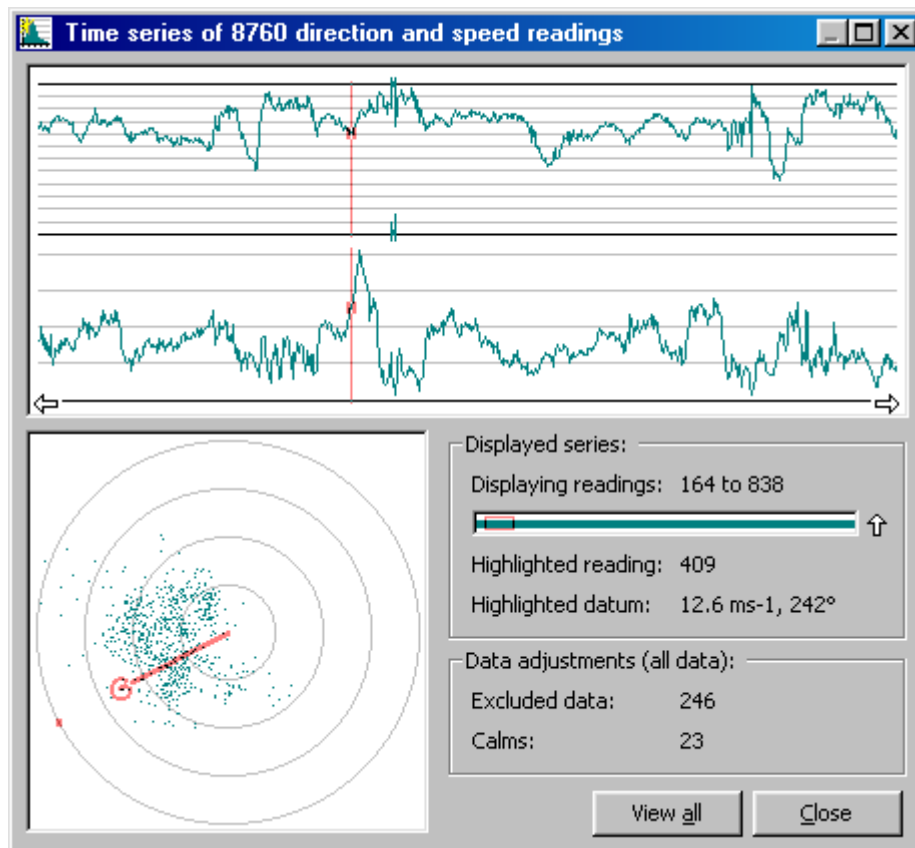 Time series of 8760 direction and speed readings
Displayed series:
Displaying readings: 164 to 838
Highlighted reading: 409
Highlighted datum: 12.6 ms-1, 242°
Data adjustments (all data):
Excluded data: 246
Calms: 23
View all
Close